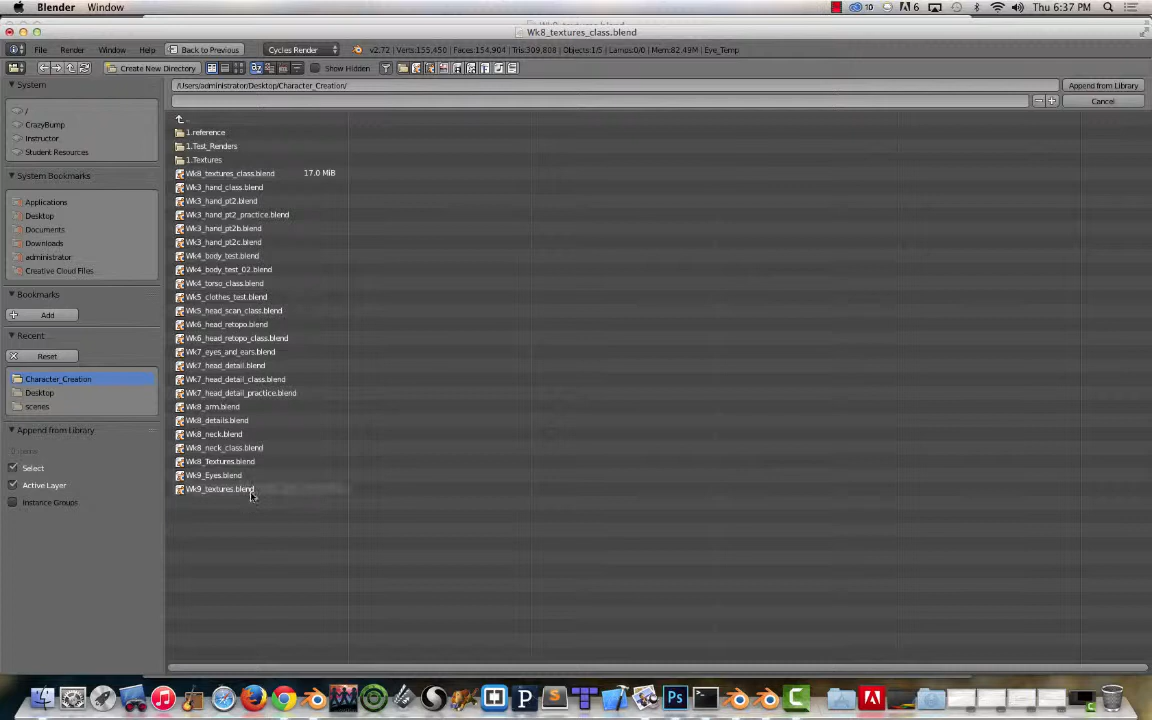 Blender Window 10 6 Thu 6:37 PM
Wk8_textures_class.blend
File Render Window Help Back to Previous Cycles Render v2.72 | Verts:155,450 | Faces:154,904 | Tris:309,808 | Objects:1/5 | Lamps:0/0 | Mem:82.49M | Eye_Temp
Create New Directory Show Hidden
System
/
CrazyBump
Instructor
Student Resources
System Bookmarks
Applications
Desktop
Documents
Downloads
administrator
Creative Cloud Files
Bookmarks
Add
Recent
Reset
Character_Creation
Desktop
scenes
Append from Library
Select
Active Layer
Instance Groups
/Users/administrator/Desktop/Character_Creation/ Append from Library
Cancel
..
1.reference
1.Test_Renders
1.Textures
Wk8_textures_class.blend 17.0 MiB
Wk3_hand_class.blend
Wk3_hand_pt2.blend
Wk3_hand_pt2_practice.blend
Wk3_hand_pt2b.blend
Wk3_hand_pt2c.blend
Wk4_body_test.blend
Wk4_body_test_02.blend
Wk4_torso_class.blend
Wk5_clothes_test.blend
Wk5_head_scan_class.blend
Wk6_head_retopo.blend
Wk6_head_retopo_class.blend
Wk7_eyes_and_ears.blend
Wk7_head_detail.blend
Wk7_head_detail_class.blend
Wk7_head_detail_practice.blend
Wk8_arm.blend
Wk8_details.blend
Wk8_neck.blend
Wk8_neck_class.blend
Wk8_Textures.blend
Wk9_Eyes.blend
Wk9_textures.blend